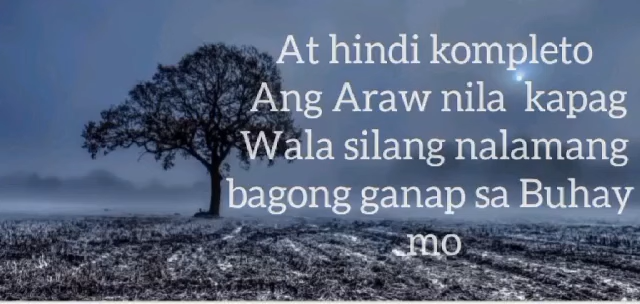 At hindi kompleto
Ang Araw nila kapag
Wala silang nalamang
bagong ganap sa Buhay
mo